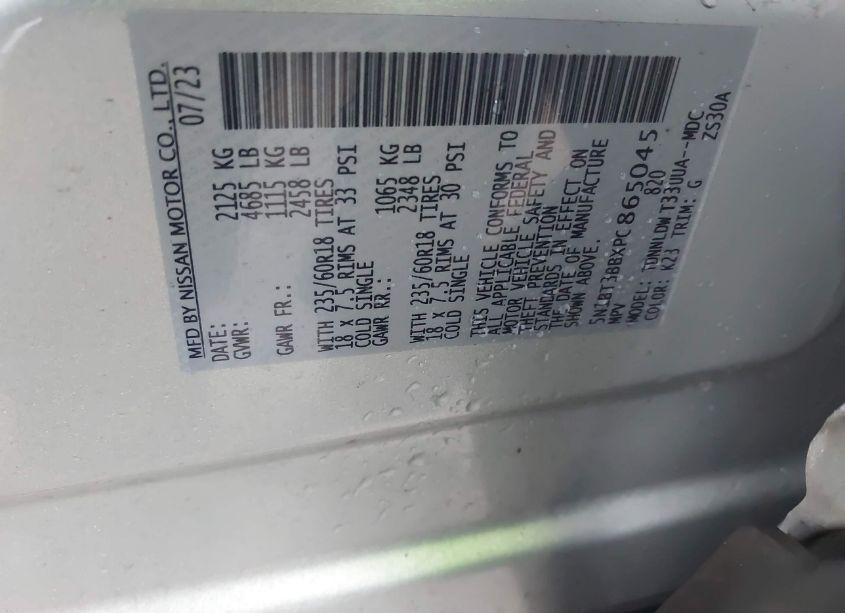 MFD BY NISSAN MOTOR CO., LTD.
DATE: 07/23
GVWR: 2125 KG
4685 LB
GAWR FR.: 1115 KG
2458 LB
WITH 235/60R18 TIRES
18 X 7.5 RIMS AT 33 PSI
COLD SINGLE
GAWR RR.: 1065 KG
2348 LB
WITH 235/60R18 TIRES
18 X 7.5 RIMS AT 30 PSI
COLD SINGLE
THIS VEHICLE CONFORMS TO
ALL APPLICABLE FEDERAL
MOTOR VEHICLE SAFETY AND
THEFT PREVENTION
STANDARDS IN EFFECT ON
THE DATE OF MANUFACTURE
SHOWN ABOVE.
5N1BT3BBXPC865045
MPV 820
MODEL: TDNNLDWT33UUA--MDC
COLOR: K23 TRIM: G
ZS30A